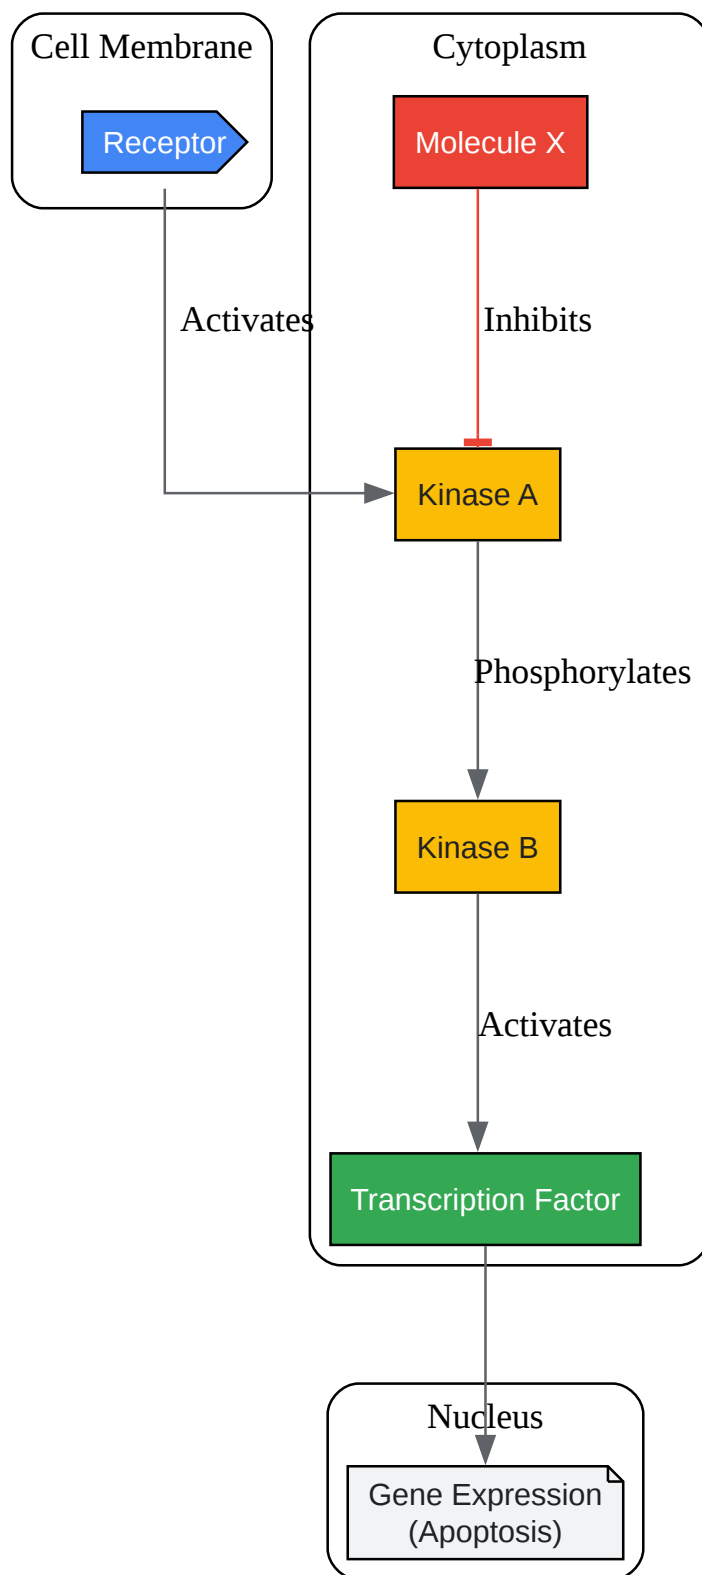 Cell Membrane
Cytoplasm
Receptor
Molecule X
Activates
Inhibits
Kinase A
Phosphorylates
Kinase B
Activates
Transcription Factor
Nucleus
Gene Expression
(Apoptosis)